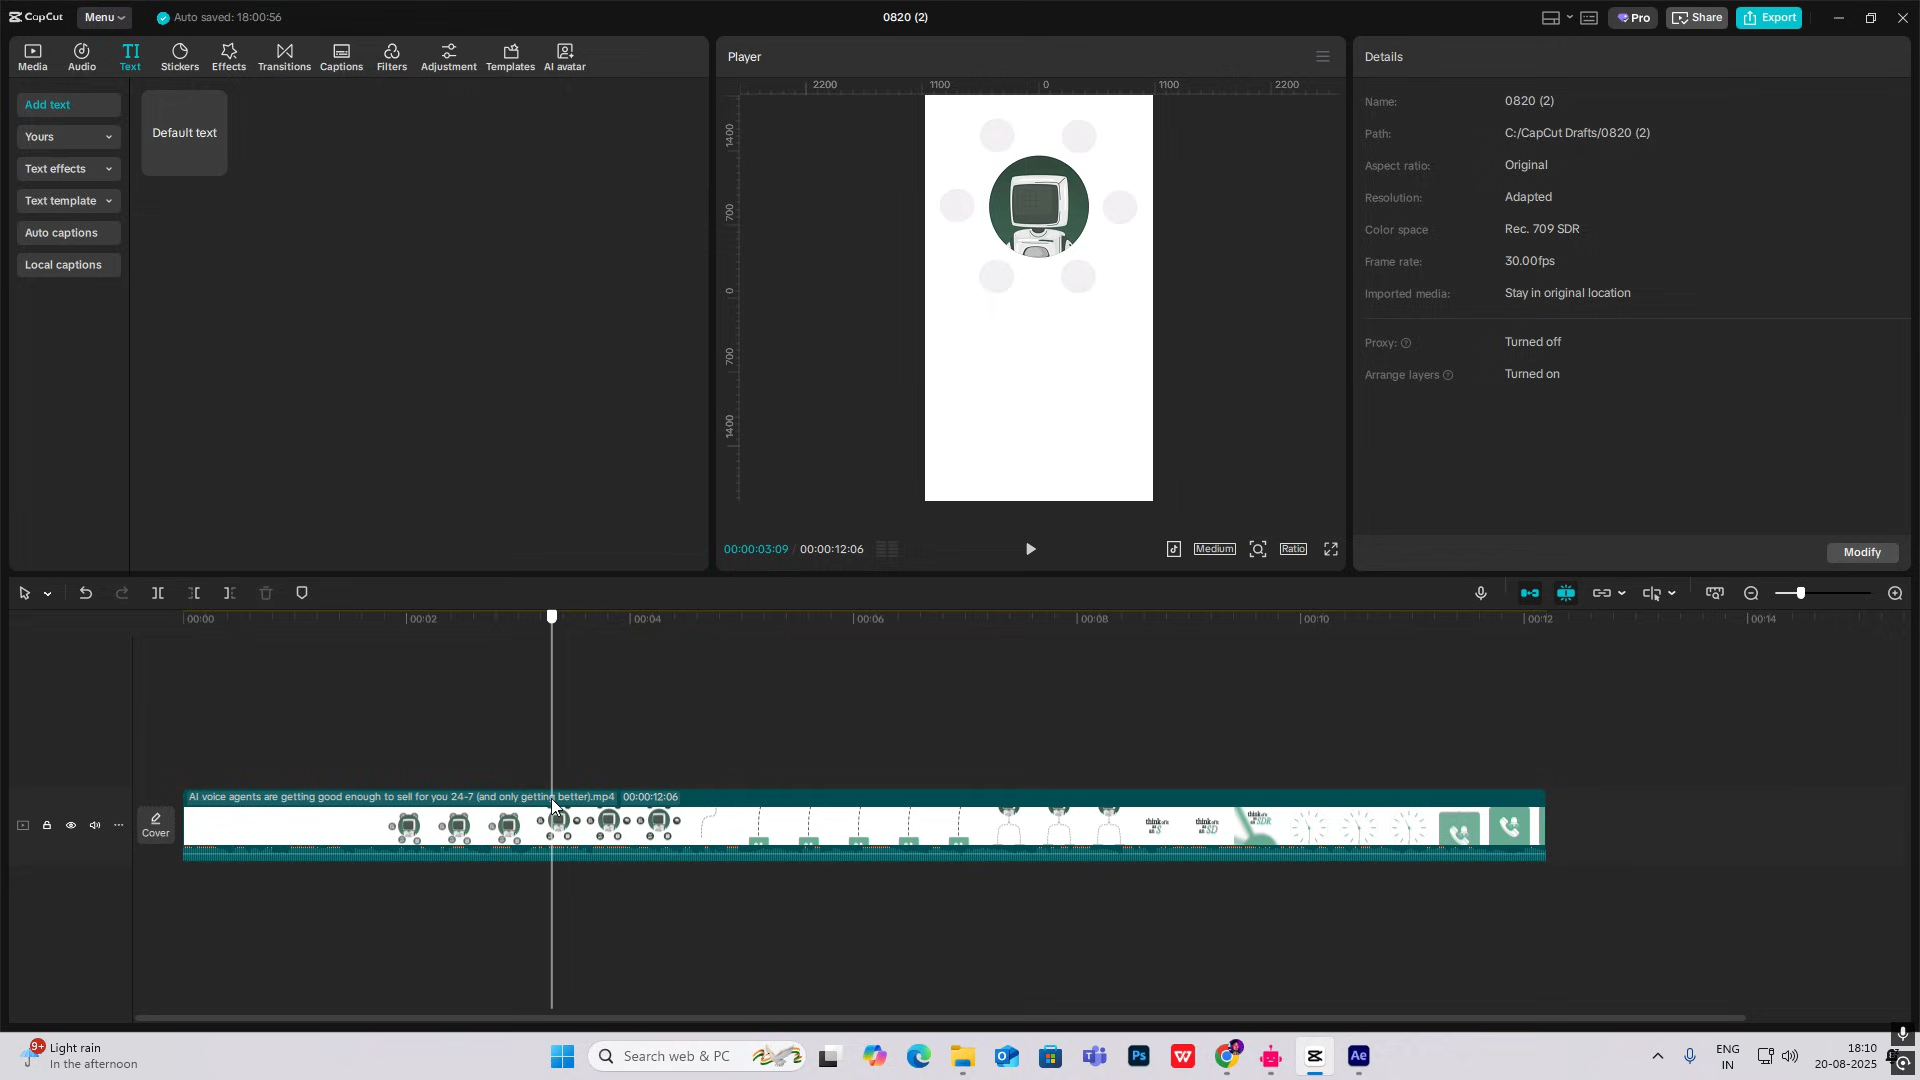 CapCut
Menu
Auto saved: 18:00:56
0820 (2)
Pro
Share
Export
Media
Audio
TI
Text
Stickers
Effects
Transitions
Captions
Filters
Adjustment
Templates
AI avatar
Add text
Yours
Text effects
Text template
Auto captions
Local captions
Default text
Player
2200
1100
0
1100
2200
1400
700
0
700
1400
00:00:03:09 / 00:00:12:06
Medium
Ratio
Details
Name: 0820 (2)
Path: C:/CapCut Drafts/0820 (2)
Aspect ratio: Original
Resolution: Adapted
Color space Rec. 709 SDR
Frame rate: 30.00fps
Imported media: Stay in original location
Proxy: Turned off
Arrange layers Turned on
Modify
00:00
00:02
00:04
00:06
00:08
00:10
00:12
00:14
Cover
AI voice agents are getting good enough to sell for you 24-7 (and only getting better).mp4 00:00:12:06
9+
Light rain
In the afternoon
Search web & PC
Ps
W
Ae
ENG
IN
18:10
20-08-2025